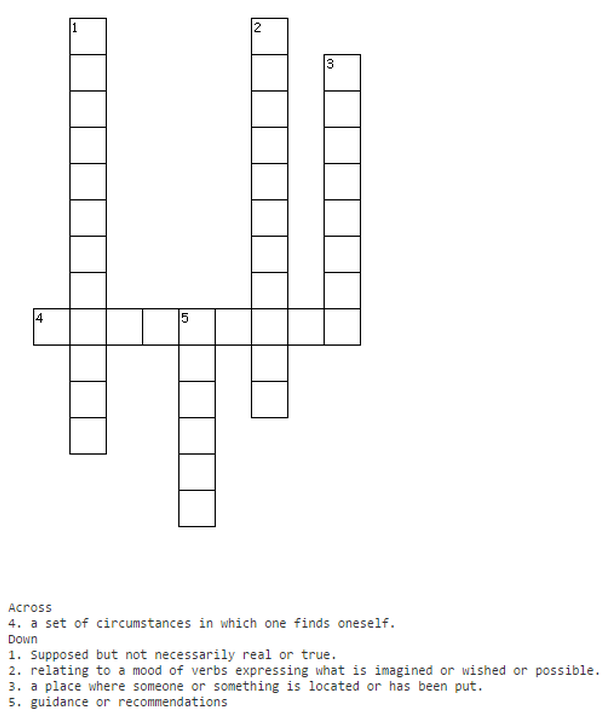 1
2
3
4
5
Across
4. a set of circumstances in which one finds oneself.
Down
1. Supposed but not necessarily real or true.
2. relating to a mood of verbs expressing what is imagined or wished or possible.
3. a place where someone or something is located or has been put.
5. guidance or recommendations